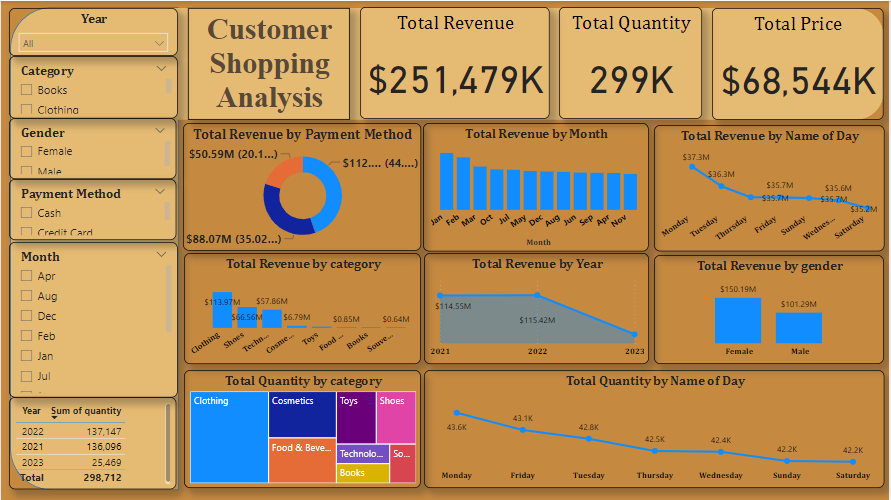 Year
All
Category
Books
Clothing
Gender
Female
Male
Payment Method
Cash
Credit Card
Month
Apr
Aug
Dec
Feb
Jan
Jul
Year Sum of quantity
2022 137,147
2021 136,096
2023 25,469
Total 298,712
Customer
Shopping
Analysis
Total Revenue
$251,479K
Total Quantity
299K
Total Price
$68,544K
Total Revenue by Payment Method
$50.59M (20.1...)
$112.... (44....)
$88.07M (35.02...)
Total Revenue by Month
Jan Feb Mar Oct Jul May Dec Aug Jun Sep Apr Nov
Month
Total Revenue by Name of Day
$37.3M
$36.3M
$35.7M
$35.7M
$35.7M
$35.6M
$35.2M
Monday Tuesday Thursday Friday Sunday Wednes... Saturday
Total Revenue by category
$113.97M
$66.56M
$57.86M
$6.79M
$0.85M
$0.64M
Clothing Shoes Techn... Cosme... Toys Food ... Books Souve...
Total Revenue by Year
$114.55M
$115.42M
2021 2022 2023
Total Revenue by gender
$150.19M
$101.29M
Female Male
Total Quantity by category
Clothing
Cosmetics
Toys
Shoes
Food & Beve...
Technolo...
So...
Books
Total Quantity by Name of Day
43.6K
43.1K
42.8K
42.5K
42.4K
42.2K
42.2K
Monday Friday Tuesday Thursday Wednesday Sunday Saturday